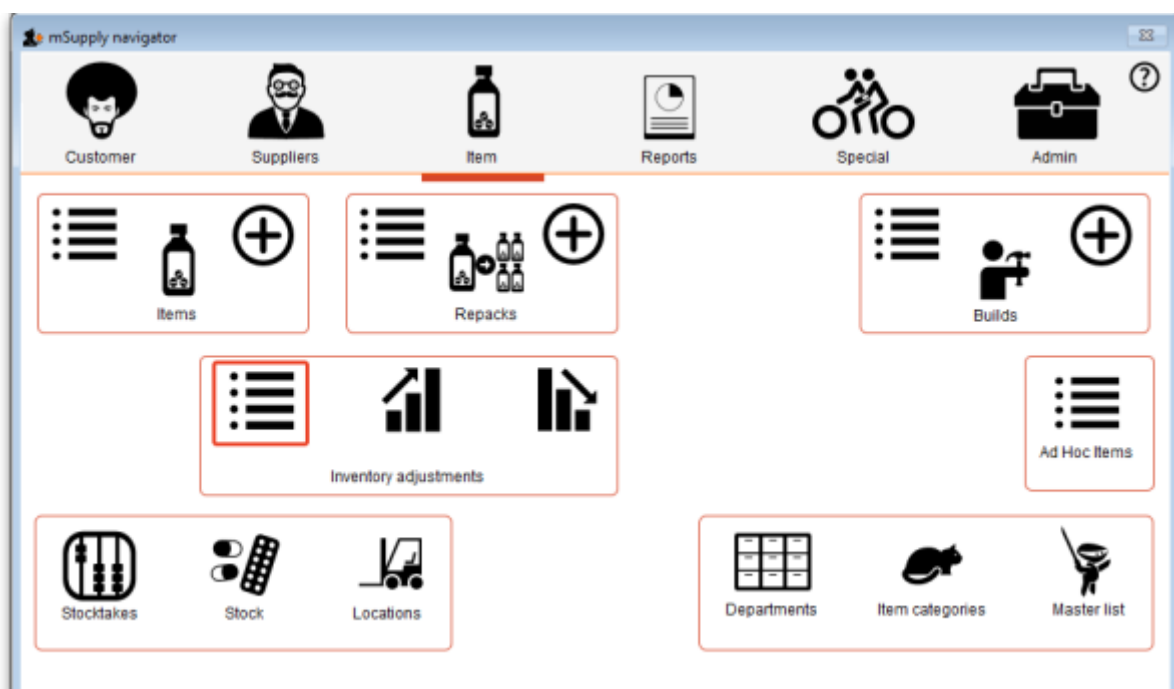 mSupply navigator
Customer
Suppliers
Item
Reports
Special
Admin
?
Items
Repacks
Builds
Inventory adjustments
Ad Hoc Items
Stocktakes
Stock
Locations
Departments
Item categories
Master list